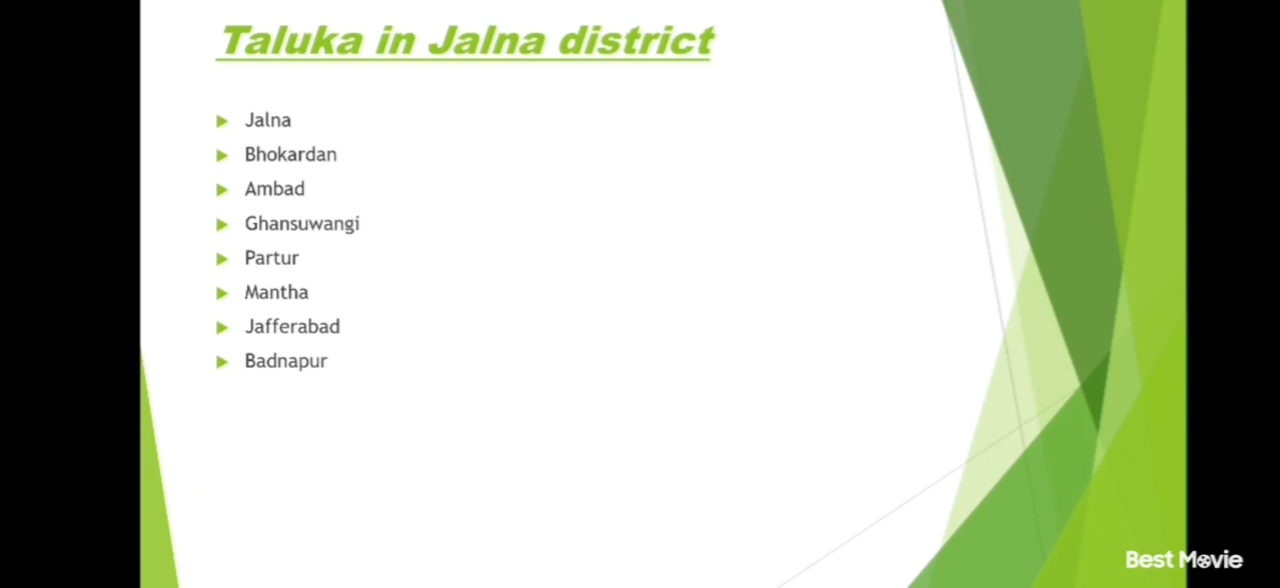 Taluka in Jalna district
Jalna
Bhokardan
Ambad
Ghansuwangi
Partur
Mantha
Jafferabad
Badnapur
Best Movie